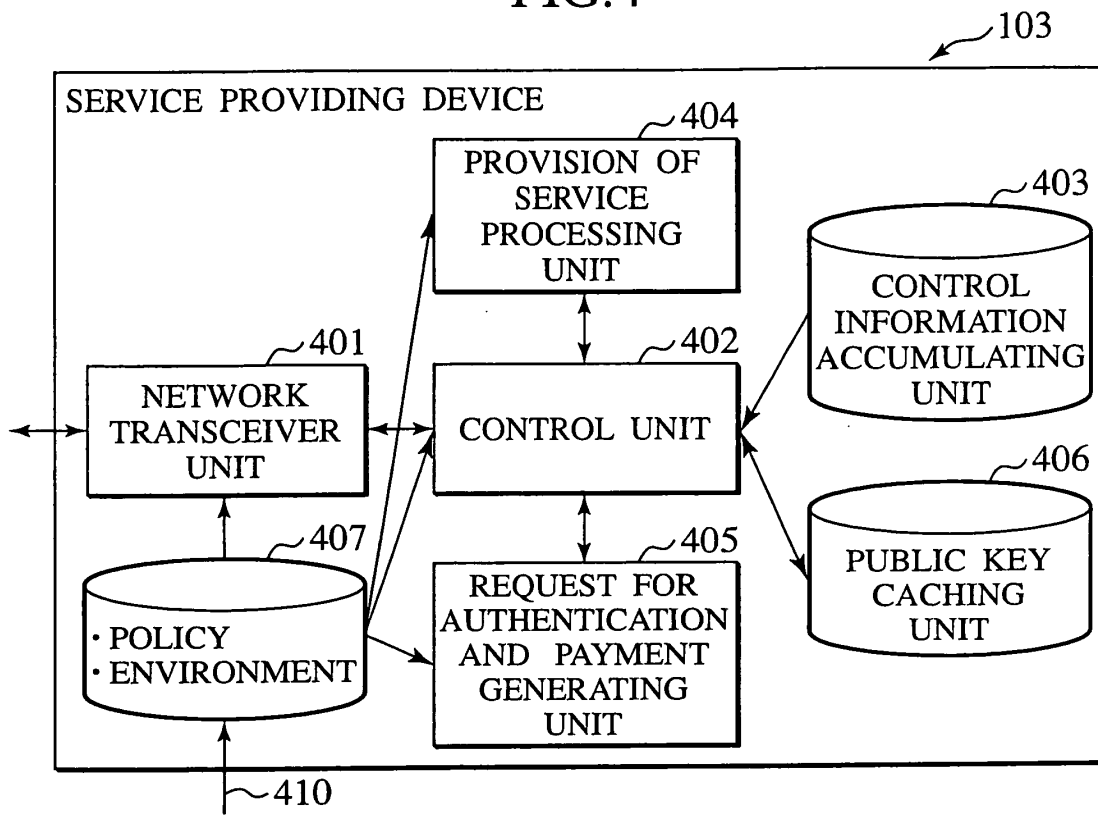 FIG.4
103
SERVICE PROVIDING DEVICE
404
PROVISION OF
SERVICE
PROCESSING
UNIT
403
CONTROL
INFORMATION
ACCUMULATING
UNIT
401
NETWORK
TRANSCEIVER
UNIT
402
CONTROL UNIT
406
PUBLIC KEY
CACHING
UNIT
407
· POLICY
· ENVIRONMENT
405
REQUEST FOR
AUTHENTICATION
AND PAYMENT
GENERATING
UNIT
410